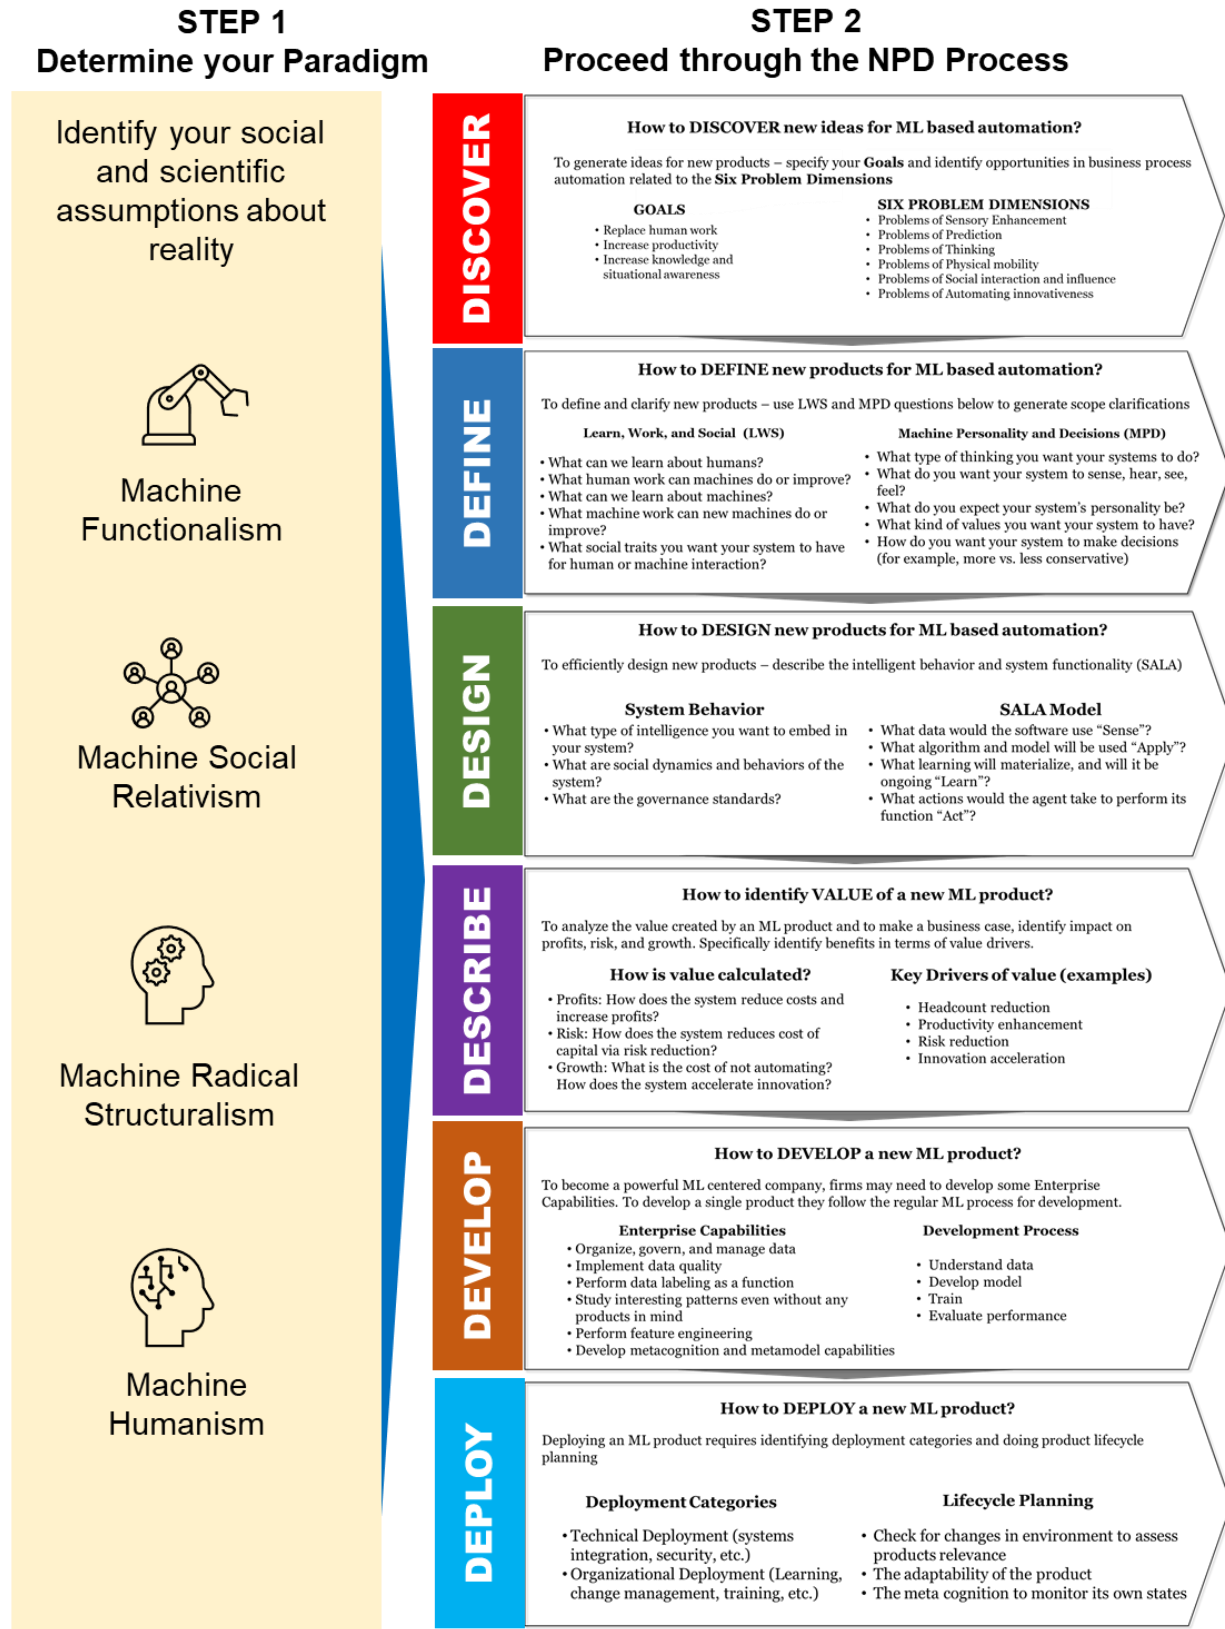 STEP 1
Determine your Paradigm
Identify your social
and scientific
assumptions about
reality
Machine
Functionalism
Machine Social
Relativism
Machine Radical
Structuralism
Machine
Humanism
STEP 2
Proceed through the NPD Process
DISCOVER
How to DISCOVER new ideas for ML based automation?
To generate ideas for new products – specify your Goals and identify opportunities in business process
automation related to the Six Problem Dimensions
GOALS
• Replace human work
• Increase productivity
• Increase knowledge and
situational awareness
SIX PROBLEM DIMENSIONS
• Problems of Sensory Enhancement
• Problems of Prediction
• Problems of Thinking
• Problems of Physical mobility
• Problems of Social interaction and influence
• Problems of Automating innovativeness
DEFINE
How to DEFINE new products for ML based automation?
To define and clarify new products – use LWS and MPD questions below to generate scope clarifications
Learn, Work, and Social (LWS)
• What can we learn about humans?
• What human work can machines do or improve?
• What can we learn about machines?
• What machine work can new machines do or
improve?
• What social traits you want your system to have
for human or machine interaction?
Machine Personality and Decisions (MPD)
• What type of thinking you want your systems to do?
• What do you want your system to sense, hear, see,
feel?
• What do you expect your system's personality be?
• What kind of values you want your system to have?
• How do you want your system to make decisions
(for example, more vs. less conservative)
DESIGN
How to DESIGN new products for ML based automation?
To efficiently design new products – describe the intelligent behavior and system functionality (SALA)
System Behavior
• What type of intelligence you want to embed in
your system?
• What are social dynamics and behaviors of the
system?
• What are the governance standards?
SALA Model
• What data would the software use “Sense”?
• What algorithm and model will be used “Apply”?
• What learning will materialize, and will it be
ongoing “Learn”?
• What actions would the agent take to perform its
function “Act”?
DESCRIBE
How to identify VALUE of a new ML product?
To analyze the value created by an ML product and to make a business case, identify impact on
profits, risk, and growth. Specifically identify benefits in terms of value drivers.
How is value calculated?
• Profits: How does the system reduce costs and
increase profits?
• Risk: How does the system reduces cost of
capital via risk reduction?
• Growth: What is the cost of not automating?
How does the system accelerate innovation?
Key Drivers of value (examples)
• Headcount reduction
• Productivity enhancement
• Risk reduction
• Innovation acceleration
DEVELOP
How to DEVELOP a new ML product?
To become a powerful ML centered company, firms may need to develop some Enterprise
Capabilities. To develop a single product they follow the regular ML process for development.
Enterprise Capabilities
• Organize, govern, and manage data
• Implement data quality
• Perform data labeling as a function
• Study interesting patterns even without any
products in mind
• Perform feature engineering
• Develop metacognition and metamodel capabilities
Development Process
• Understand data
• Develop model
• Train
• Evaluate performance
DEPLOY
How to DEPLOY a new ML product?
Deploying an ML product requires identifying deployment categories and doing product lifecycle
planning
Deployment Categories
• Technical Deployment (systems
integration, security, etc.)
• Organizational Deployment (Learning,
change management, training, etc.)
Lifecycle Planning
• Check for changes in environment to assess
products relevance
• The adaptability of the product
• The meta cognition to monitor its own states